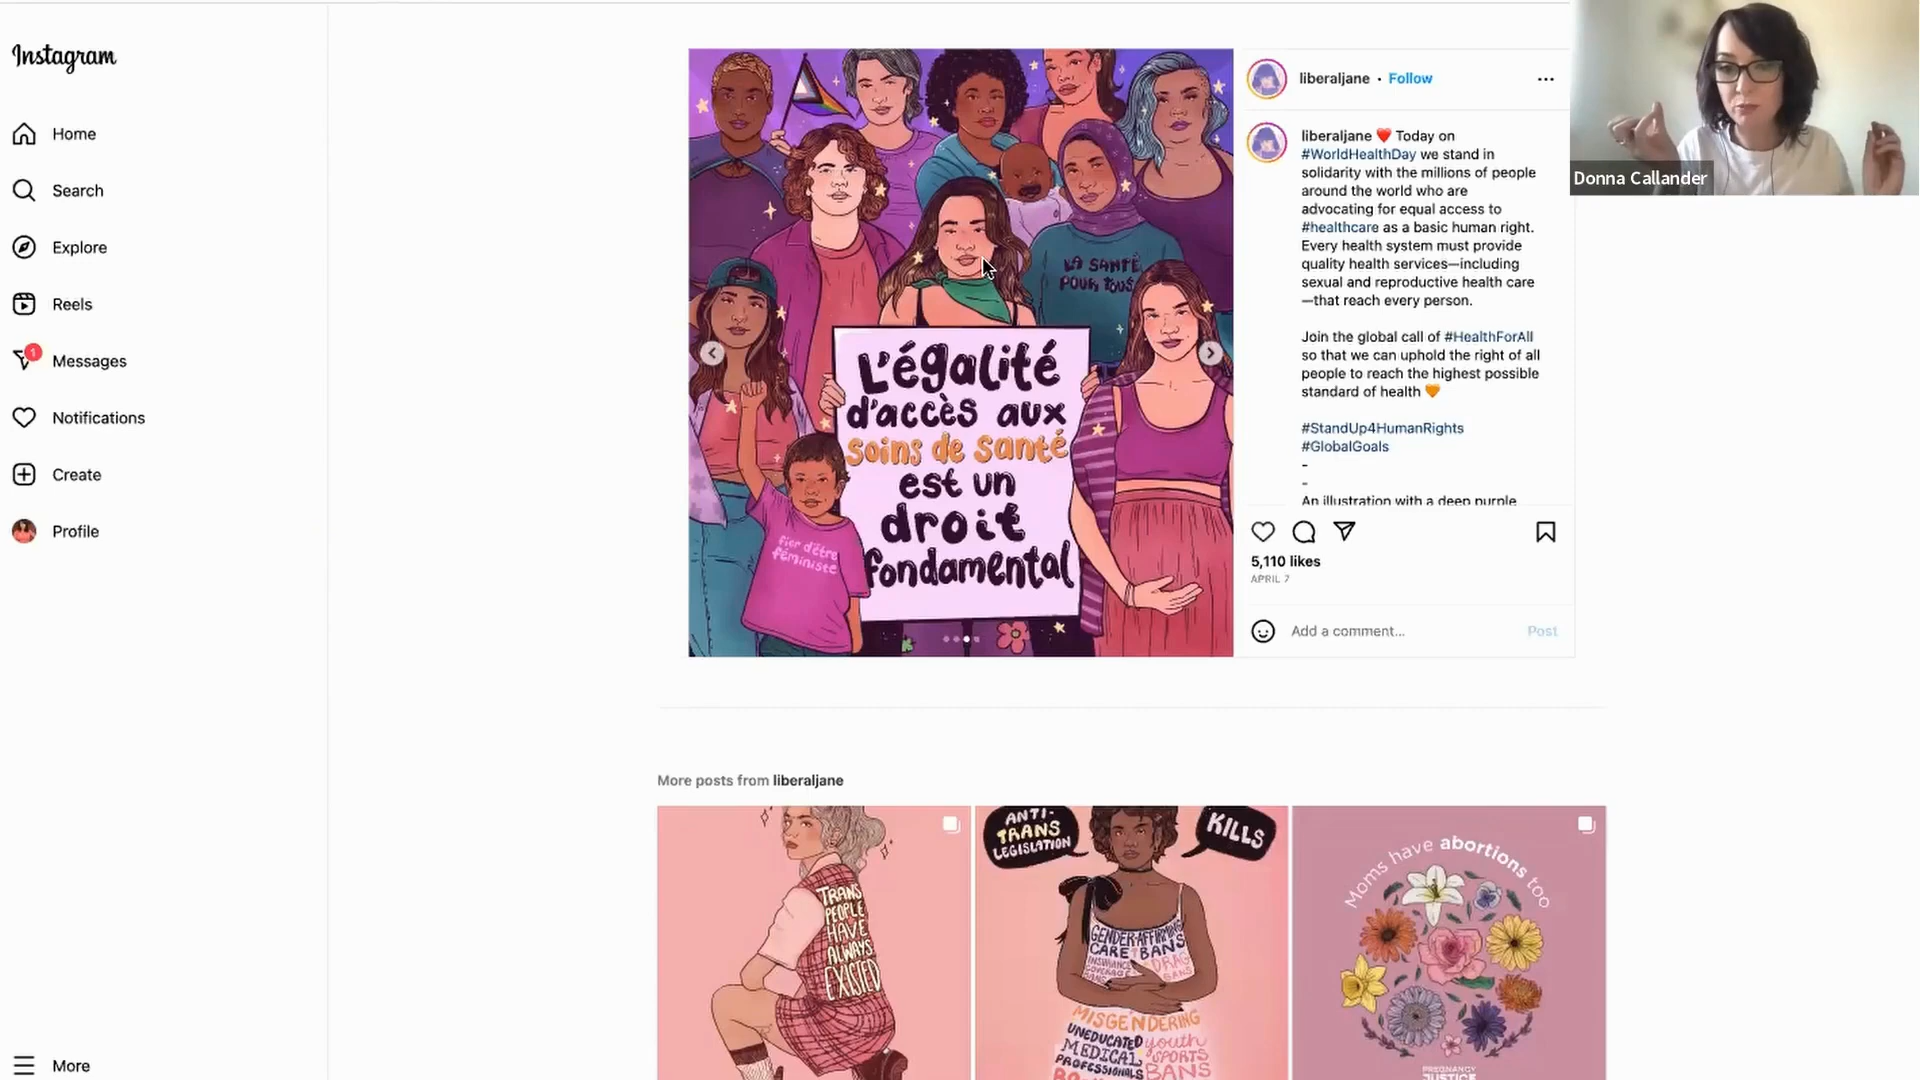 Instagram
Home
Search
Explore
Reels
1
Messages
Notifications
Create
Profile
More
LA SANTÉ
POUR TOUS
L'égalité
d'accès aux
soins de santé
est un
droit
fondamental
fier d'être
féministe
liberaljane • Follow
liberaljane ❤️ Today on
#WorldHealthDay we stand in
solidarity with the millions of people
around the world who are
advocating for equal access to
#healthcare as a basic human right.
Every health system must provide
quality health services—including
sexual and reproductive health care
—that reach every person.
Join the global call of #HealthForAll
so that we can uphold the right of all
people to reach the highest possible
standard of health 🧡
#StandUp4HumanRights
#GlobalGoals
-
-
An illustration with a deep purple
5,110 likes
APRIL 7
Add a comment...
Post
Donna Callander
More posts from liberaljane
TRANS
PEOPLE
HAVE
ALWAYS
EXISTED
ANTI-
TRANS
LEGISLATION
KILLS
GENDER-AFFIRMING
CARE BANS
INSURANCE
COVERAGE
BANS
DRAG
BANS
MISGENDERING
UNEDUCATED
MEDICAL
PROFESSIONALS
youth
SPORTS
BANS
Moms have abortions too
PREGNANCY
JUSTICE